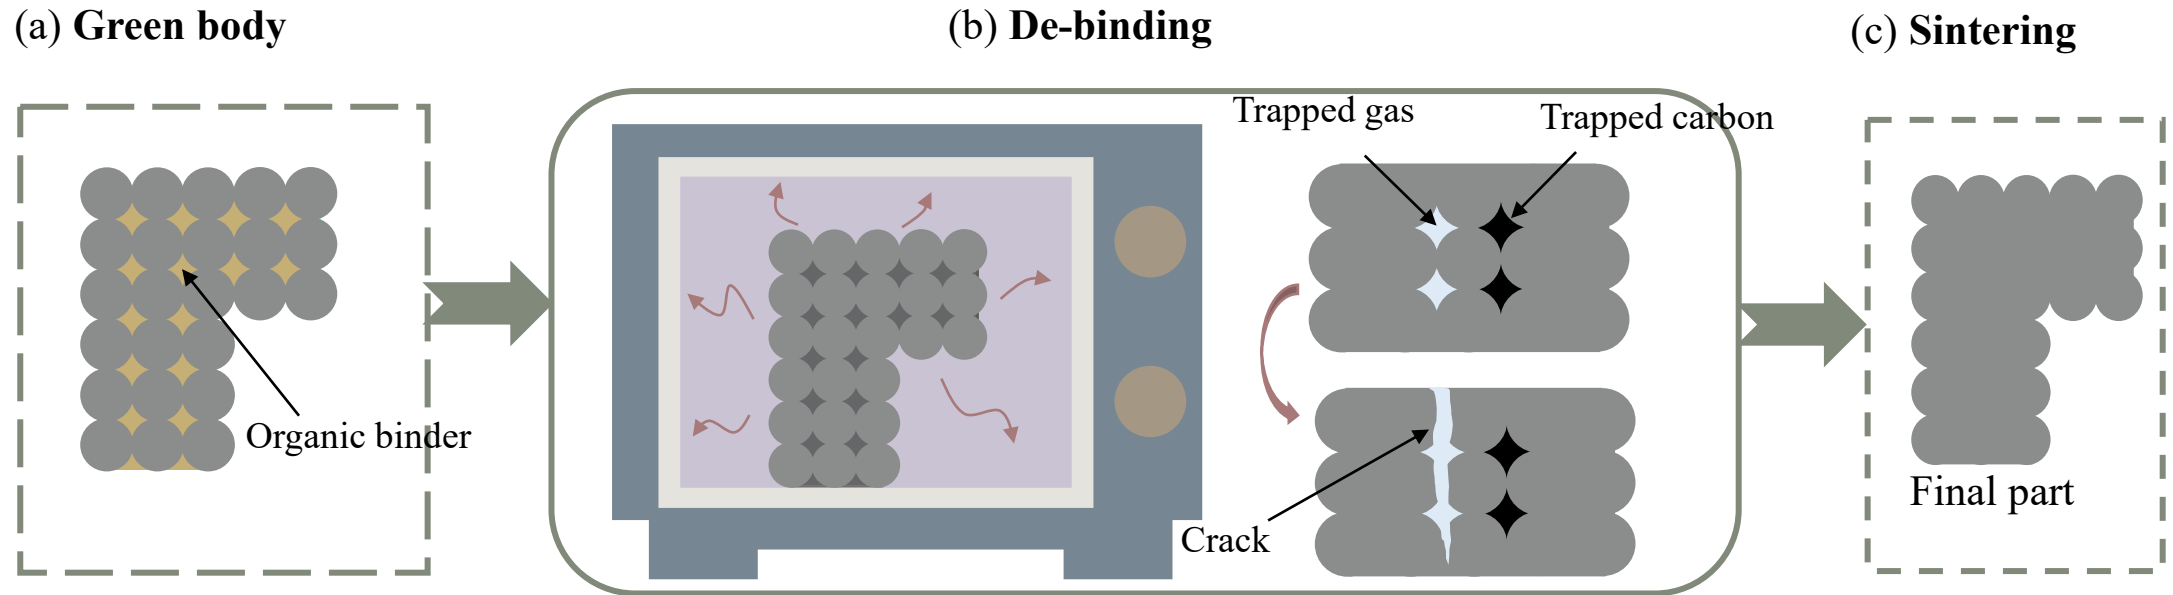 (a) Green body
(b) De-binding
(c) Sintering
Trapped gas
Trapped carbon
Organic binder
Crack
Final part